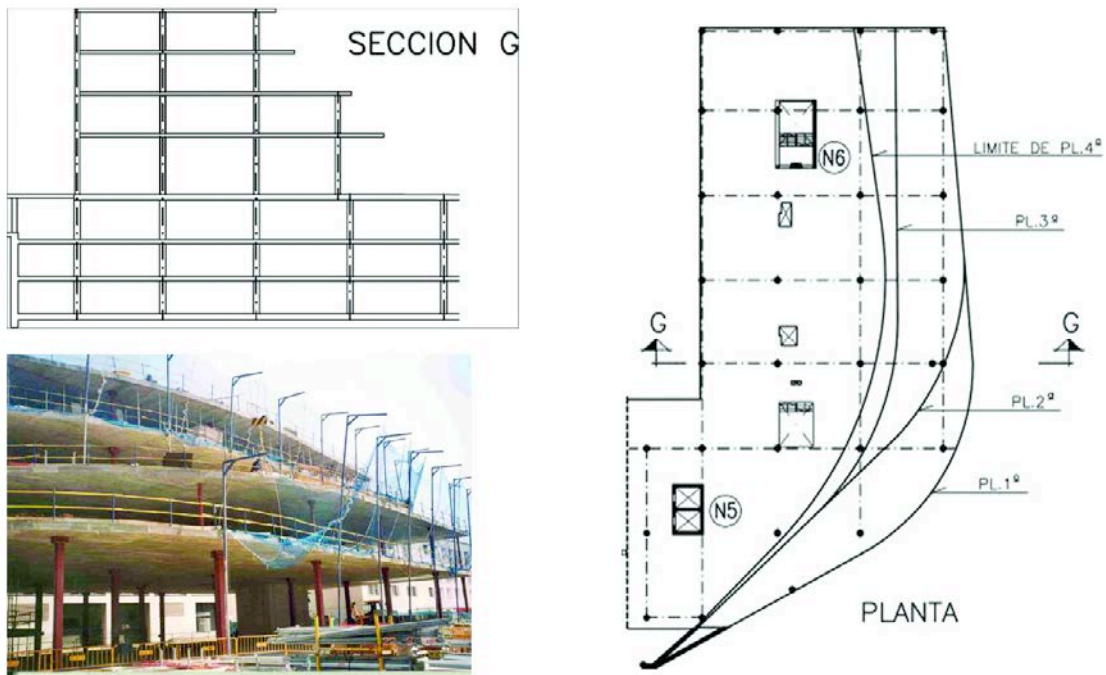 SECCION G
LIMITE DE PL.4ª
N6
PL.3ª
G
G
PL.2ª
PL.1ª
N5
PLANTA